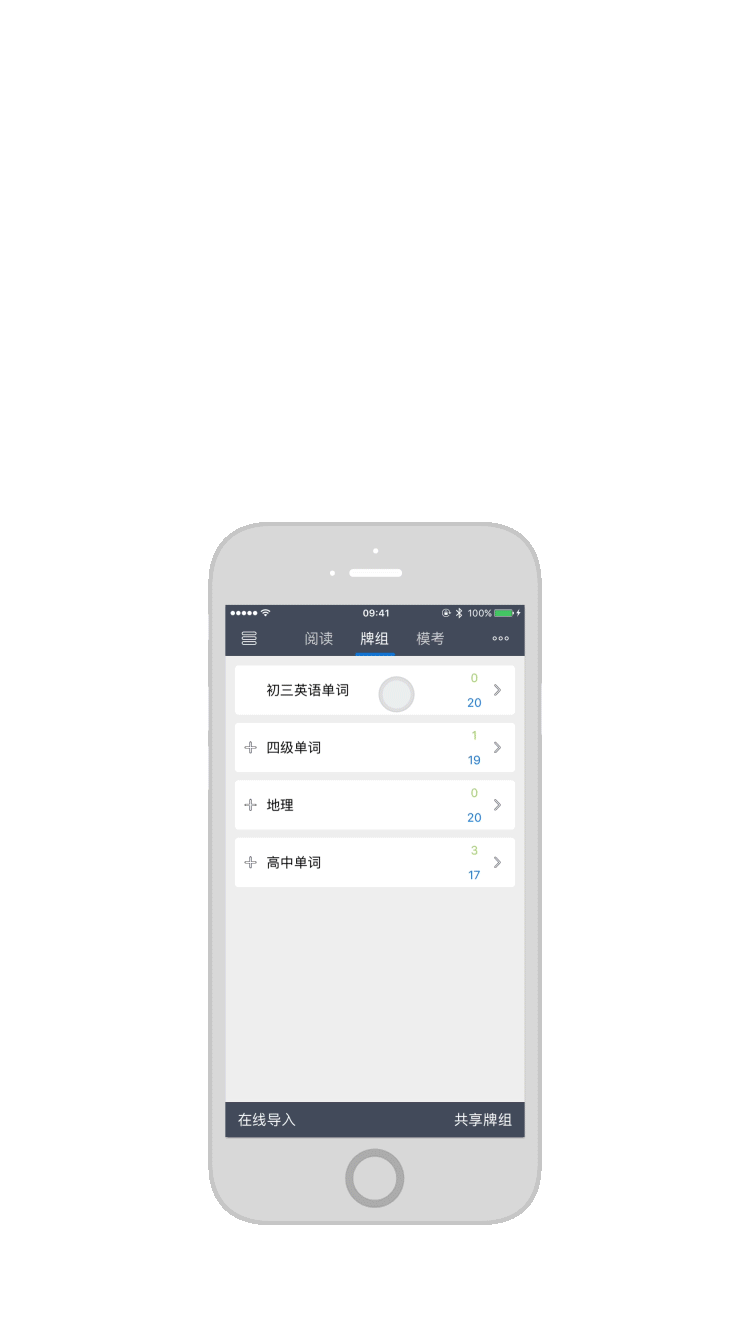 09:41 100%
阅读 牌组 模考
初三英语单词 0
20
四级单词 1
19
地理 0
20
高中单词 3
17
在线导入 共享牌组